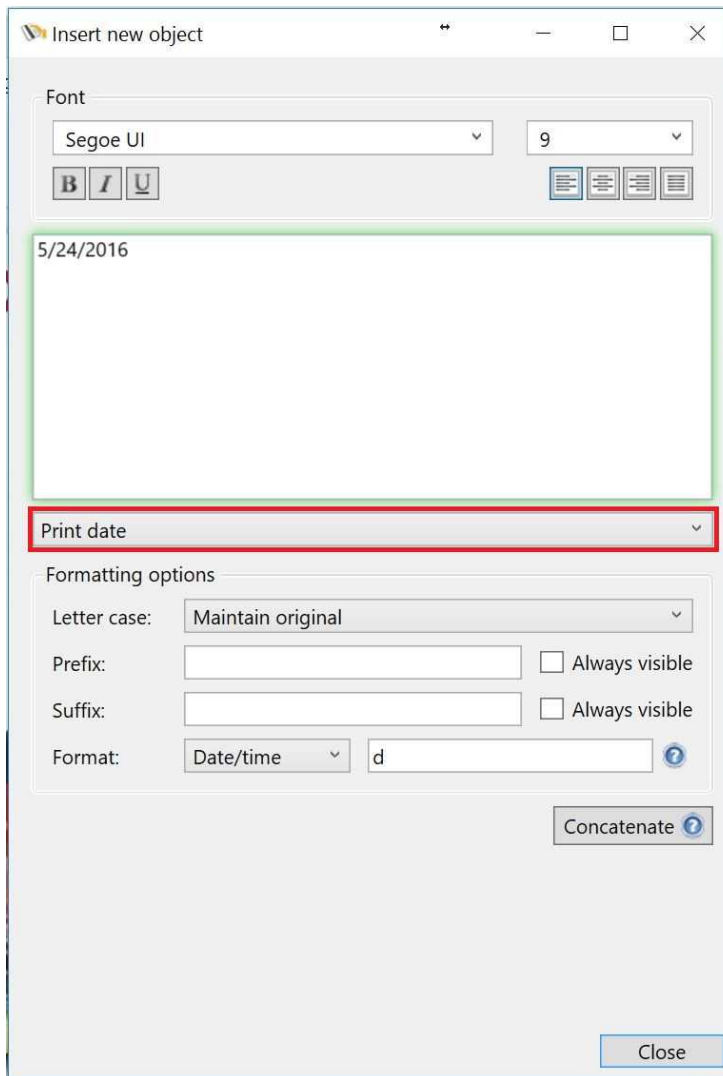 Insert new object
Font
Segoe UI 9
B I U
5/24/2016
Print date
Formatting options
Letter case: Maintain original
Prefix: Always visible
Suffix: Always visible
Format: Date/time d ?
Concatenate ?
Close